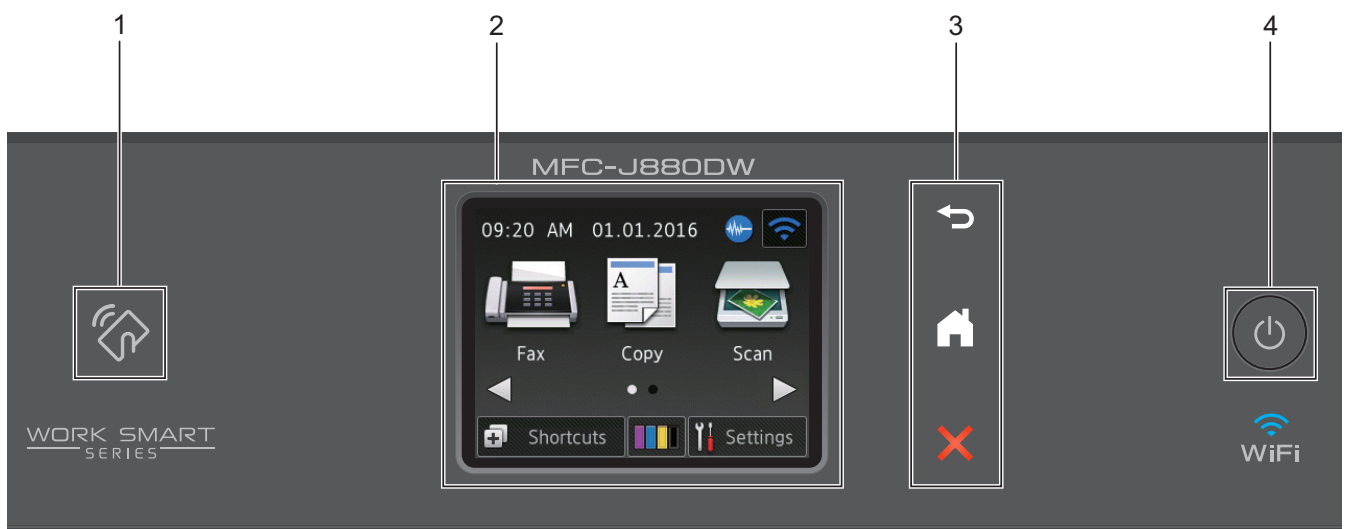 1 2 3 4
MFC-J880DW
09:20 AM 01.01.2016
A
Fax Copy Scan
Shortcuts Settings
WORK SMART
SERIES
WiFi